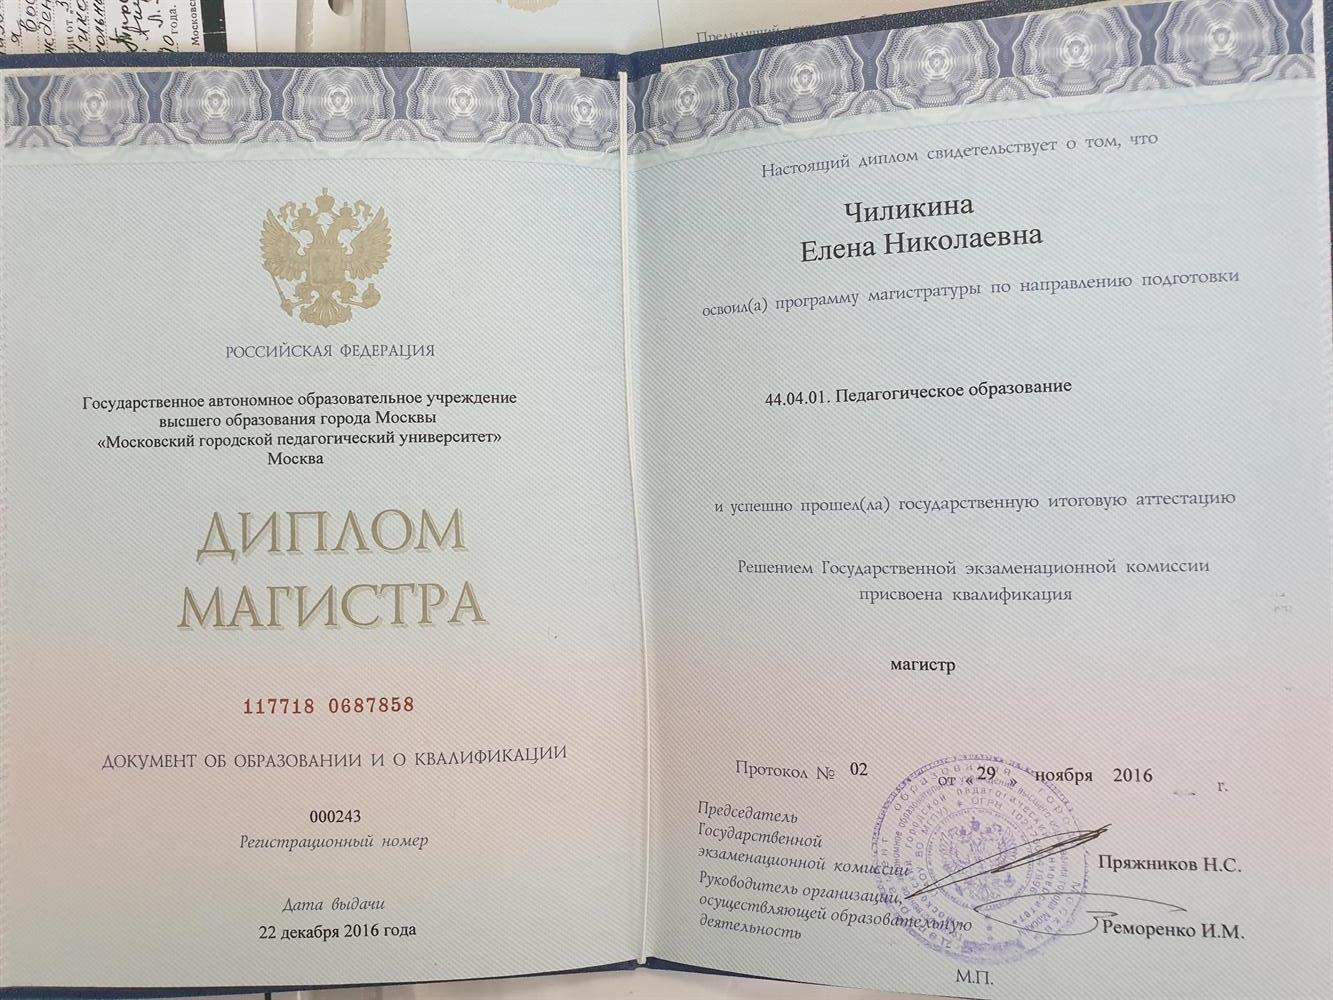 РОССИЙСКАЯ ФЕДЕРАЦИЯ
Государственное автономное образовательное учреждение
высшего образования города Москвы
«Московский городской педагогический университет»
Москва
ДИПЛОМ
МАГИСТРА
117718 0687858
ДОКУМЕНТ ОБ ОБРАЗОВАНИИ И О КВАЛИФИКАЦИИ
000243
Регистрационный номер
Дата выдачи
22 декабря 2016 года
Предыдущий
Настоящий диплом свидетельствует о том, что
Чиликина
Елена Николаевна
освоил(а) программу магистратуры по направлению подготовки
44.04.01. Педагогическое образование
и успешно прошел(ла) государственную итоговую аттестацию
Решением Государственной экзаменационной комиссии
присвоена квалификация
магистр
Протокол № 02 от « 29 » ноября 2016 г.
Председатель
Государственной
экзаменационной комиссии
Пряжников Н.С.
Руководитель организации,
осуществляющей образовательную
деятельность
Реморенко И.М.
М.П.